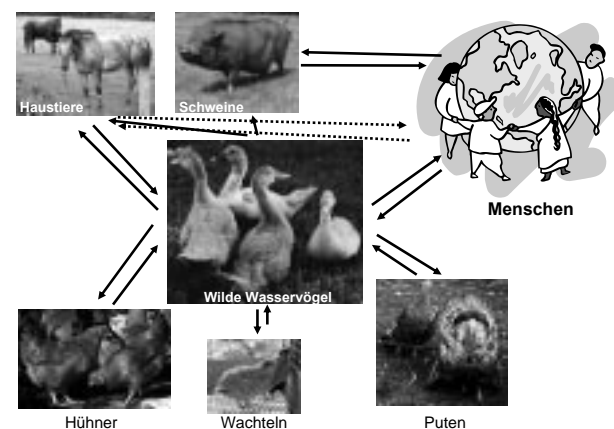 Haustiere
Schweine
Menschen
Wilde Wasservögel
Hühner
Wachteln
Puten